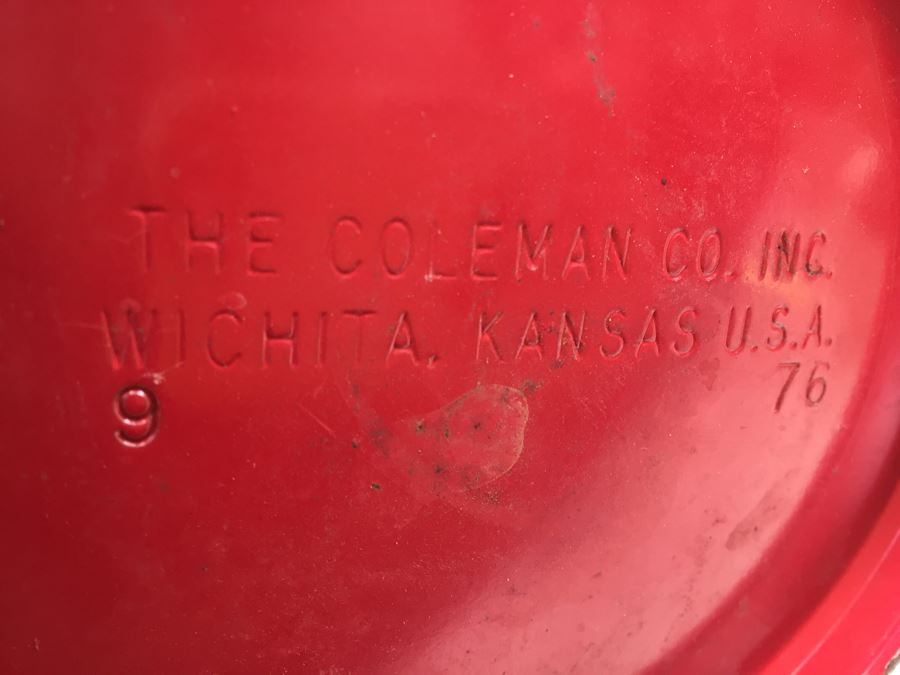 THE COLEMAN CO. INC.
WICHITA, KANSAS U.S.A.
9 76